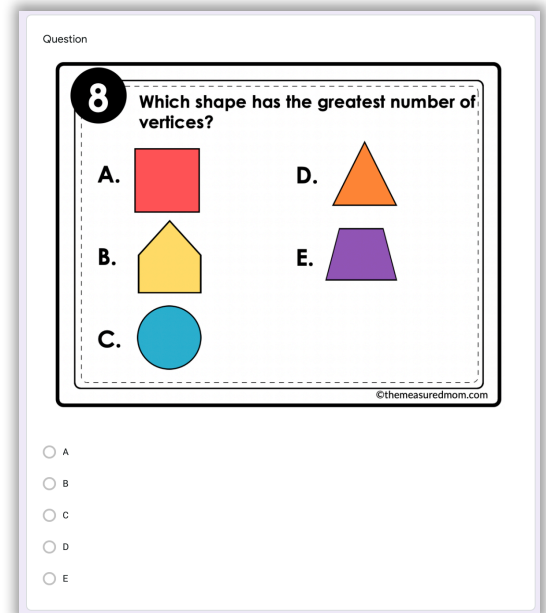 Question
8
Which shape has the greatest number of
vertices?
A.
D.
B.
E.
C.
©themeasuredmom.com
A
B
C
D
E